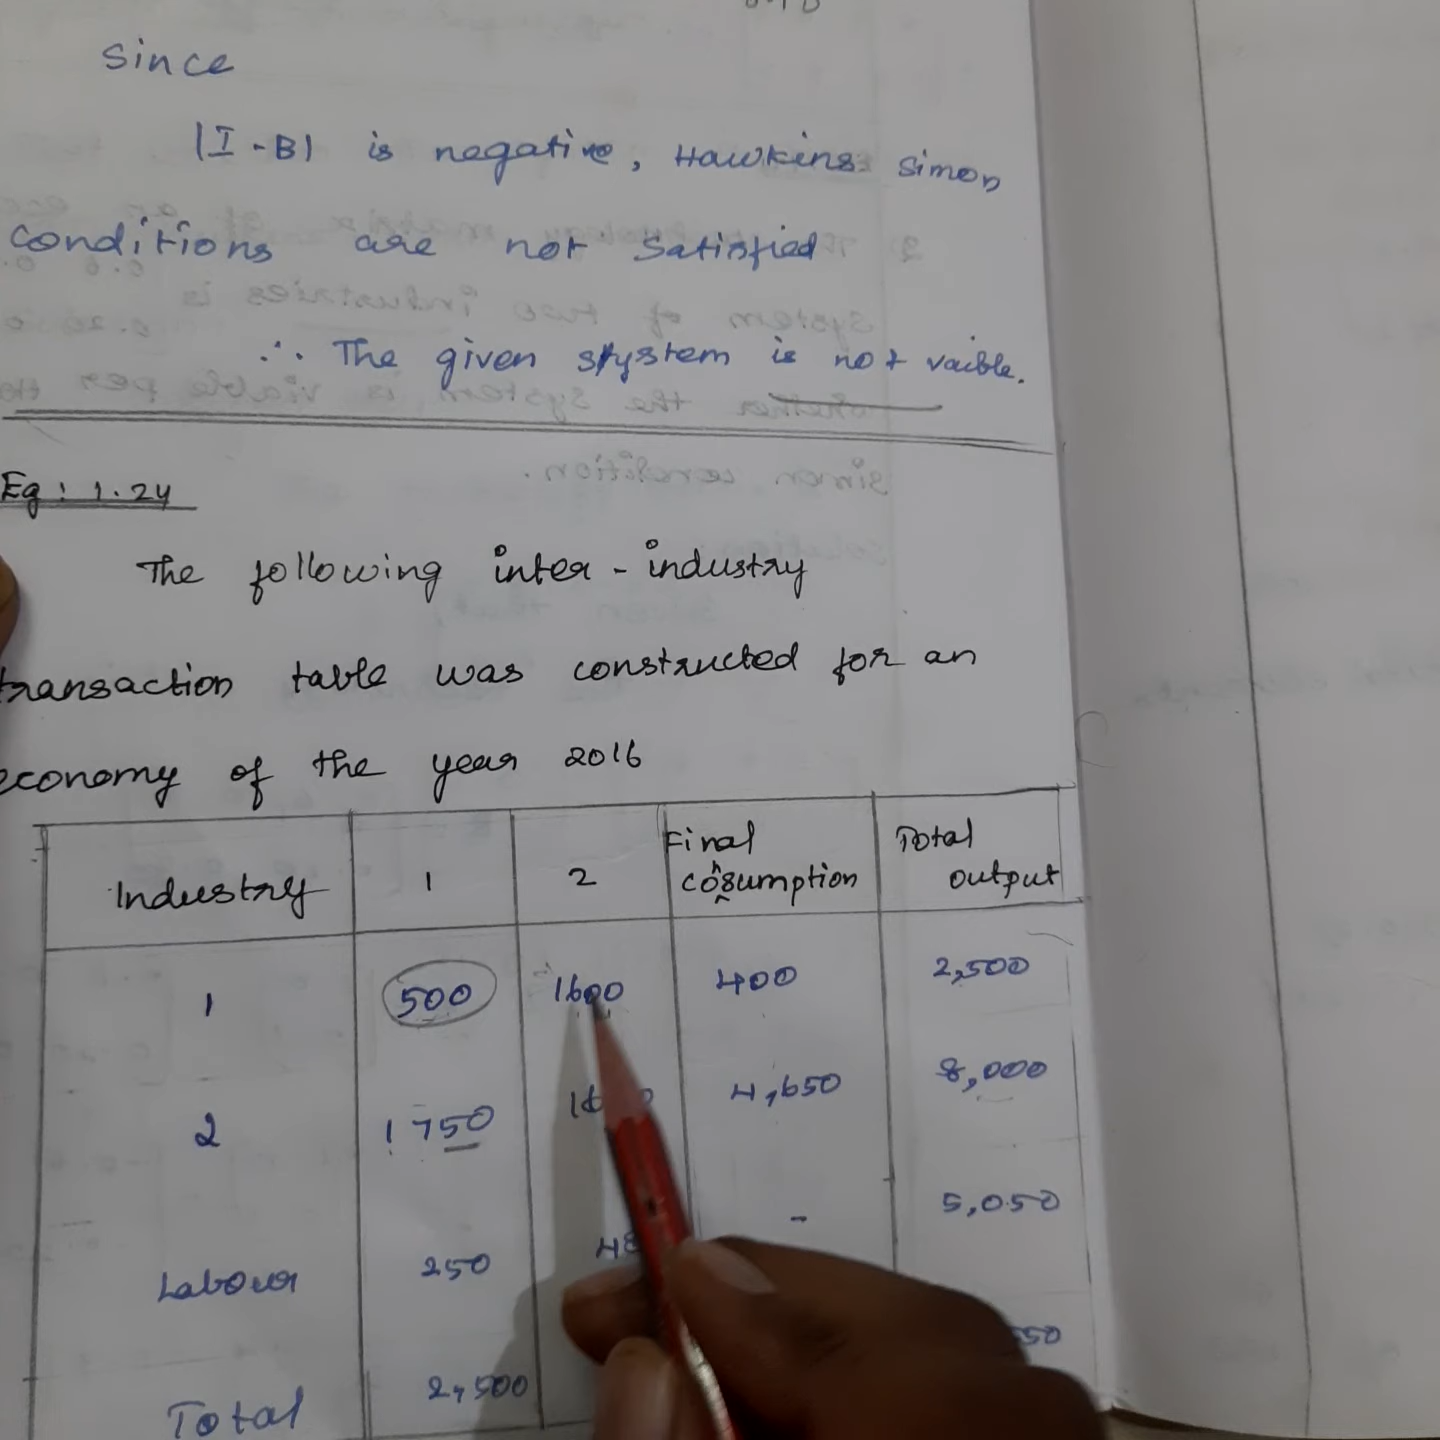 Since
|I-B| is negative, Hawkins Simon
conditions are not satisfied
∴ The given system is not vaible.
Eg: 1.24
The following inter-industry
transaction table was constructed for an
economy of the year 2016
Industry 1 2 Final cosumption Total output
1 500 1600 400 2,500
2 1750 4,650 8,000
Labour 250 - 5,050
Total 2,500